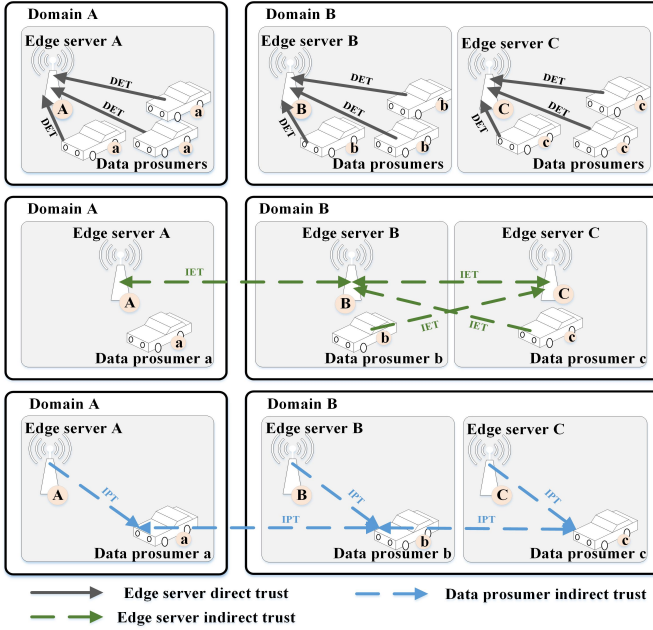 Domain A
Domain B
Edge server A
Edge server B
Edge server C
DET
DET
DET
A
a
a
a
Data prosumers
DET
DET
DET
B
b
b
b
Data prosumers
DET
DET
DET
C
c
c
c
Data prosumers
Domain A
Domain B
Edge server A
Edge server B
Edge server C
IET
IET
A
B
C
IET
IET
a
b
c
Data prosumer a
Data prosumer b
Data prosumer c
Domain A
Domain B
Edge server A
Edge server B
Edge server C
A
IPT
B
IPT
C
IPT
a
IPT
b
IPT
c
Data prosumer a
Data prosumer b
Data prosumer c
Edge server direct trust
Data prosumer indirect trust
Edge server indirect trust